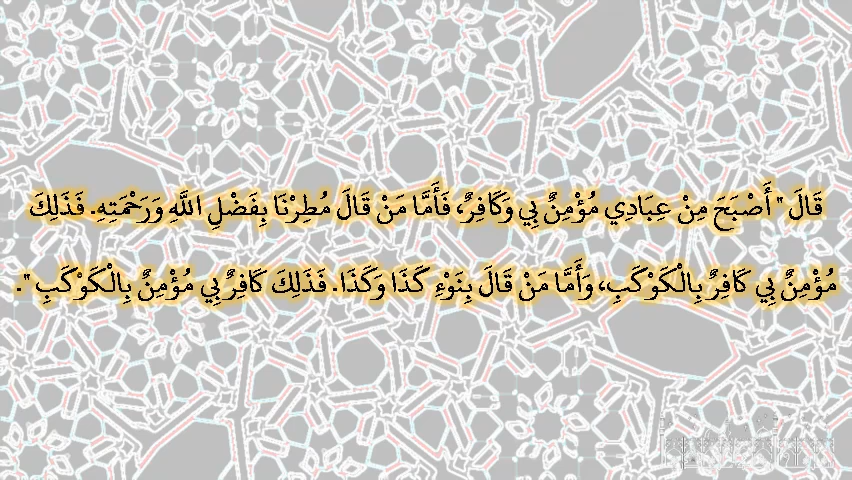 قَالَ " أَصْبَحَ مِنْ عِبَادِي مُؤْمِنٌ بِي وَكَافِرٌ، فَأَمَّا مَنْ قَالَ مُطِرْنَا بِفَضْلِ اللَّهِ وَرَحْمَتِهِ. فَذَلِكَ
مُؤْمِنٌ بِي كَافِرٌ بِالْكَوْكَبِ، وَأَمَّا مَنْ قَالَ بِنَوْءِ كَذَا وَكَذَا. فَذَلِكَ كَافِرٌ بِي مُؤْمِنٌ بِالْكَوْكَبِ ".